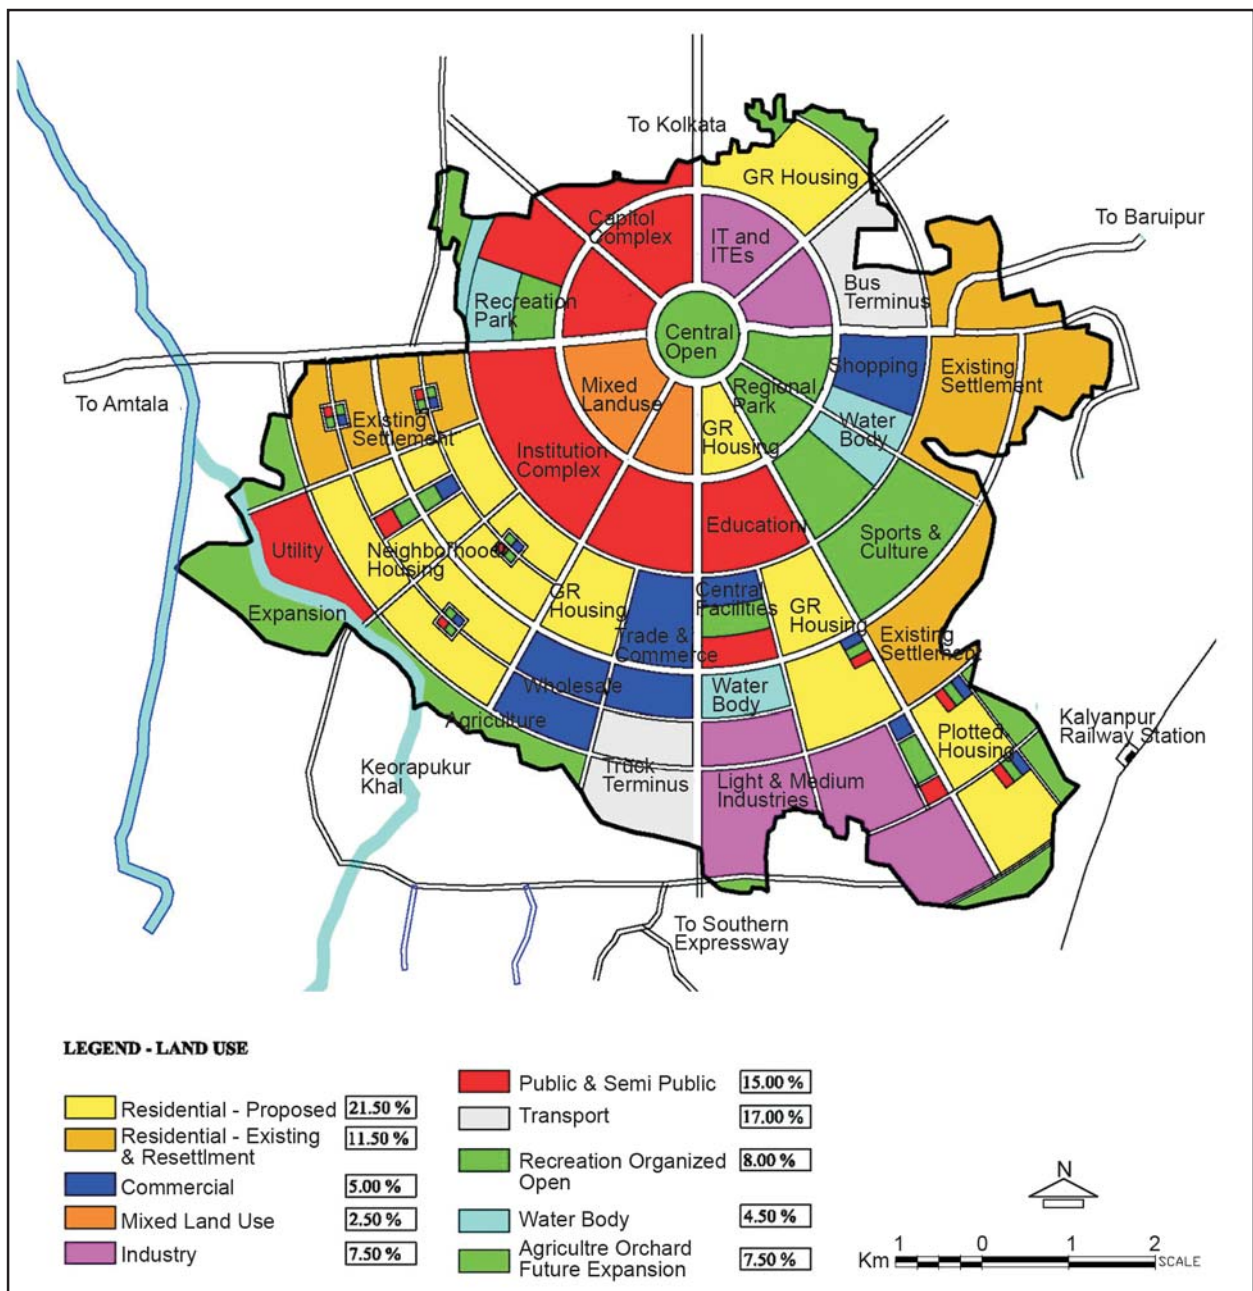 To Kolkata
GR Housing
To Baruipur
Capitol
Complex
IT and
ITEs
Bus
Terminus
Recreation
Park
Central
Open
Shopping
Existing
Settlement
To Amtala
Mixed
Landuse
Regional
Park
Water
Body
Existing
Settlement
GR
Housing
Institution
Complex
Education
Sports &
Culture
Utility
Neighborhood
Housing
Expansion
GR
Housing
Central
Facilities
GR
Housing
Trade &
Commerce
Existing
Settlement
Wholesale
Water
Body
Agriculture
Plotted
Housing
Kalyanpur
Railway Station
Keorapukur
Khal
Truck
Terminus
Light & Medium
Industries
To Southern
Expressway
LEGEND - LAND USE
Residential - Proposed 21.50 %
Residential - Existing
& Resettlment 11.50 %
Commercial 5.00 %
Mixed Land Use 2.50 %
Industry 7.50 %
Public & Semi Public 15.00 %
Transport 17.00 %
Recreation Organized
Open 8.00 %
Water Body 4.50 %
Agricultre Orchard
Future Expansion 7.50 %
N
1 0 1 2
Km SCALE